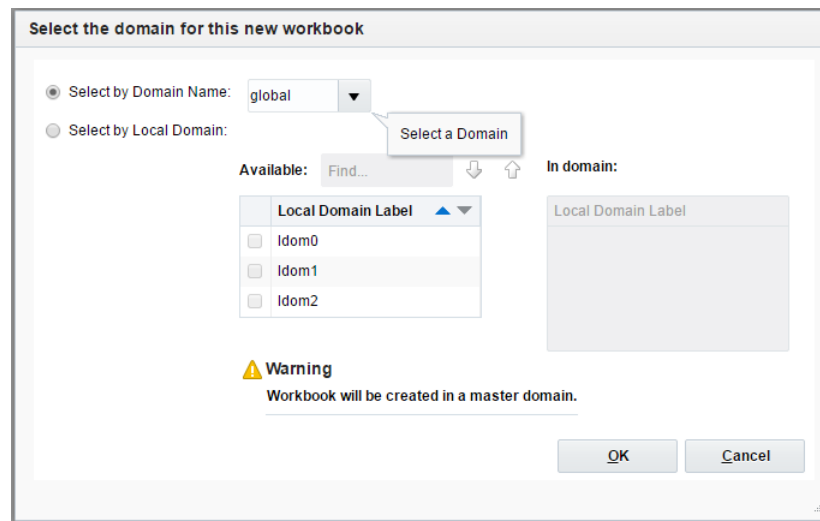 Select the domain for this new workbook
Select by Domain Name: global
Select by Local Domain:
Select a Domain
Available: Find... In domain:
Local Domain Label Local Domain Label
ldom0
ldom1
ldom2
Warning
Workbook will be created in a master domain.
OK Cancel